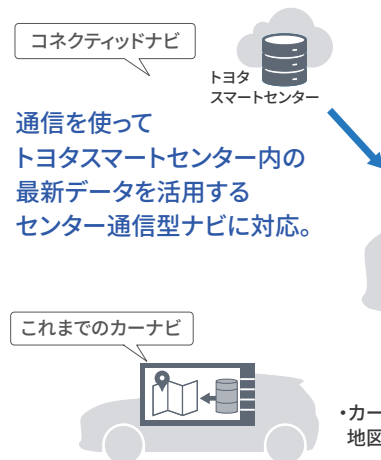 コネクティッドナビ
トヨタ
スマートセンター
通信を使って
トヨタスマートセンター内の
最新データを活用する
センター通信型ナビに対応。
これまでのカーナビ
・カー
地図